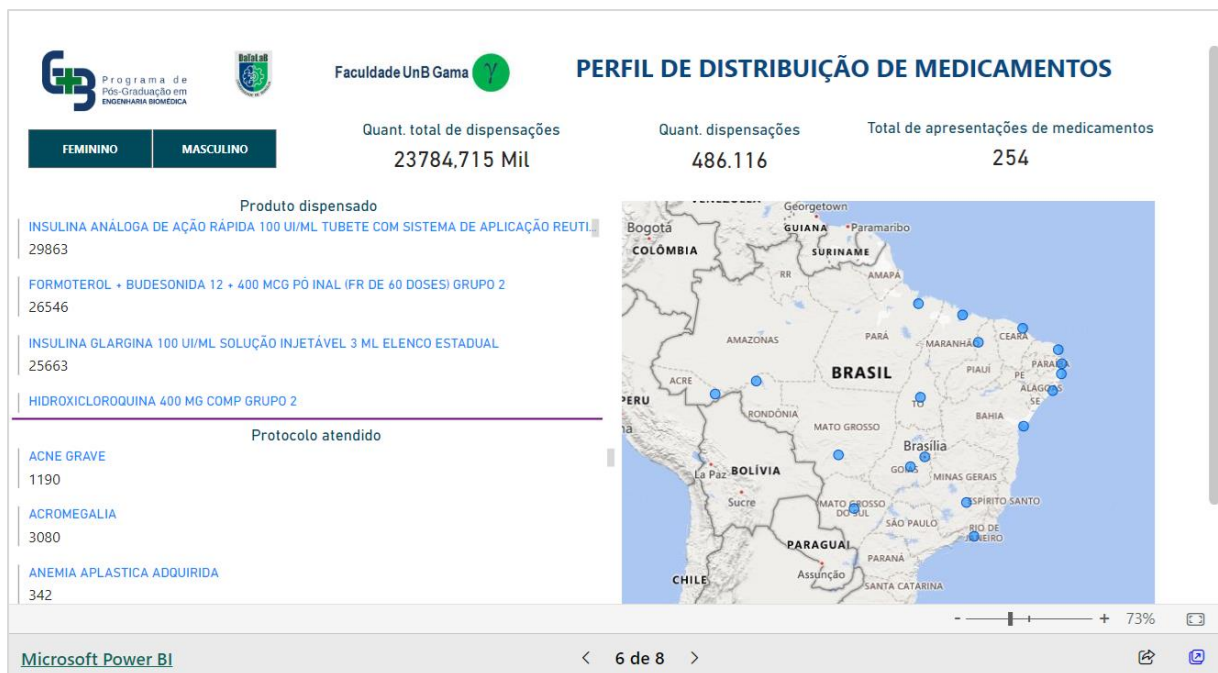 Programa de
Pós-Graduação em
ENGENHARIA BIOMÉDICA
Faculdade UnB Gama
PERFIL DE DISTRIBUIÇÃO DE MEDICAMENTOS
FEMININO
MASCULINO
Quant. total de dispensações
23784,715 Mil
Quant. dispensações
486.116
Total de apresentações de medicamentos
254
Produto dispensado
INSULINA ANÁLOGA DE AÇÃO RÁPIDA 100 UI/ML TUBETE COM SISTEMA DE APLICAÇÃO REUTI...
29863
FORMOTEROL + BUDESONIDA 12 + 400 MCG PÓ INAL (FR DE 60 DOSES) GRUPO 2
26546
INSULINA GLARGINA 100 UI/ML SOLUÇÃO INJETÁVEL 3 ML ELENCO ESTADUAL
25663
HIDROXICLOROQUINA 400 MG COMP GRUPO 2
Protocolo atendido
ACNE GRAVE
1190
ACROMEGALIA
3080
ANEMIA APLASTICA ADQUIRIDA
342
Georgetown
Bogotá
GUIANA
Paramaribo
COLÔMBIA
SURINAME
RR
AMAPÁ
AMAZONAS
PARÁ
MARANHÃO
CEARÁ
PIAUÍ
PE
ACRE
BRASIL
ALAGOAS
SE
PERU
RONDÔNIA
TO
BAHIA
MATO GROSSO
Brasília
La Paz
BOLÍVIA
GOIÁS
MINAS GERAIS
Sucre
MATO GROSSO
DO SUL
ESPÍRITO SANTO
SÃO PAULO
RIO DE
JANEIRO
PARAGUAI
PARANÁ
Assunção
CHILE
SANTA CATARINA
73%
Microsoft Power BI
6 de 8